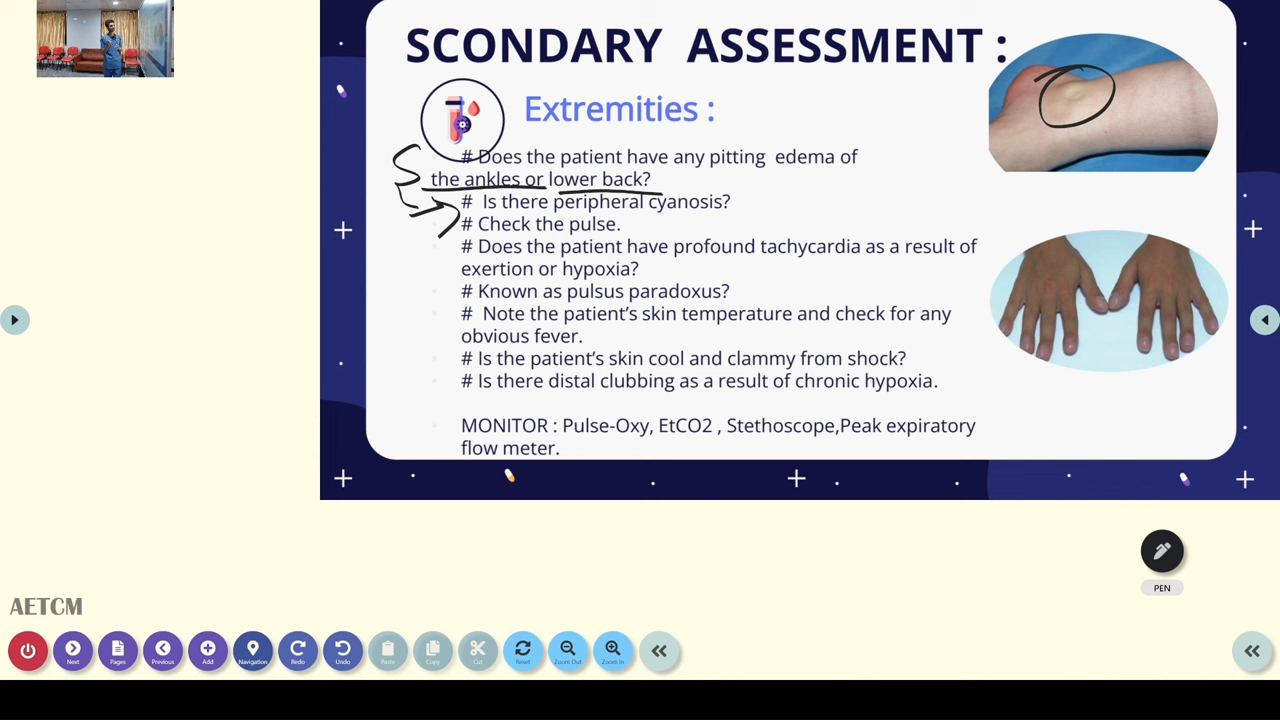 SCONDARY ASSESSMENT :
Extremities :
# Does the patient have any pitting edema of
the ankles or lower back?
# Is there peripheral cyanosis?
# Check the pulse.
# Does the patient have profound tachycardia as a result of
exertion or hypoxia?
# Known as pulsus paradoxus?
# Note the patient's skin temperature and check for any
obvious fever.
# Is the patient's skin cool and clammy from shock?
# Is there distal clubbing as a result of chronic hypoxia.
MONITOR : Pulse-Oxy, EtCO2 , Stethoscope,Peak expiratory
flow meter.
PEN
AETCM
Next Pages Previous Add Navigation Redo Undo Paste Copy Cut Reset Zoom Out Zoom In